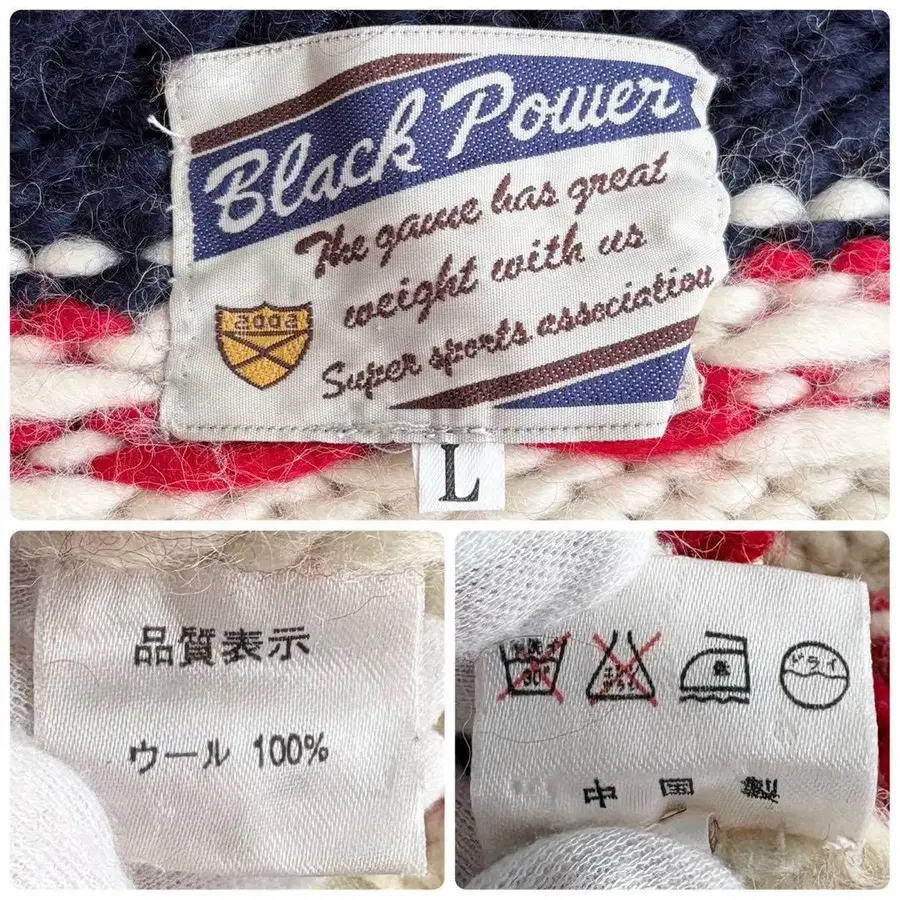 Black Power
The game has great
weight with us
Super sports association
L
品質表示
ウール 100%
30
ドライ
中国製